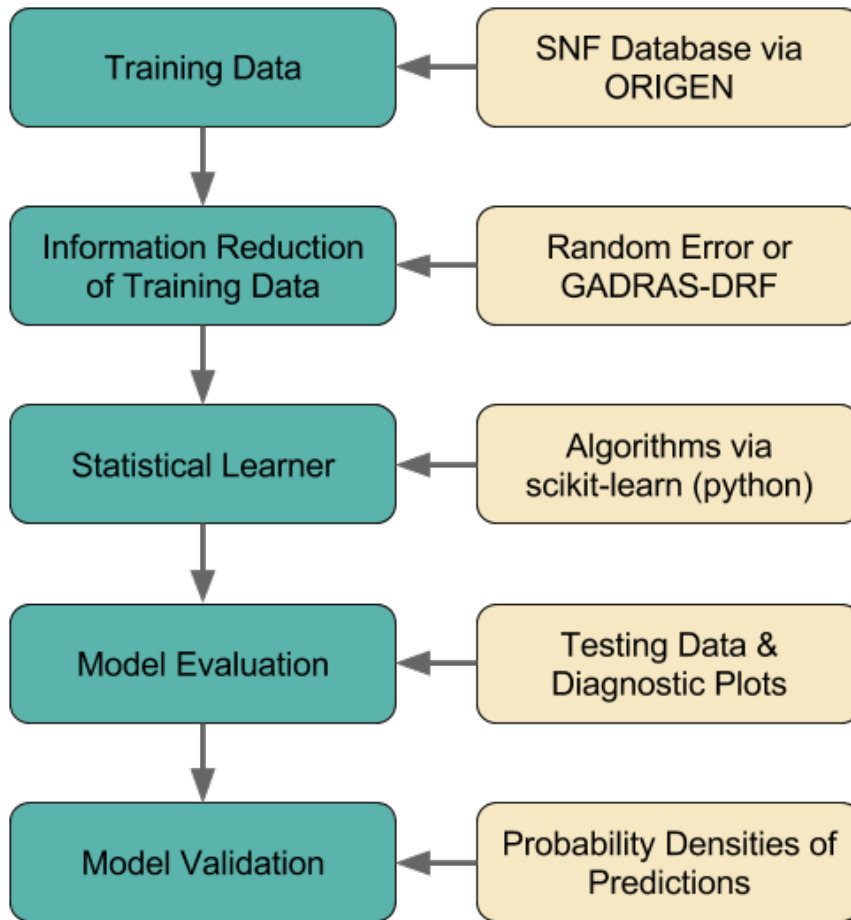 Training Data
SNF Database via
ORIGEN
Information Reduction
of Training Data
Random Error or
GADRAS-DRF
Statistical Learner
Algorithms via
scikit-learn (python)
Model Evaluation
Testing Data &
Diagnostic Plots
Model Validation
Probability Densities of
Predictions